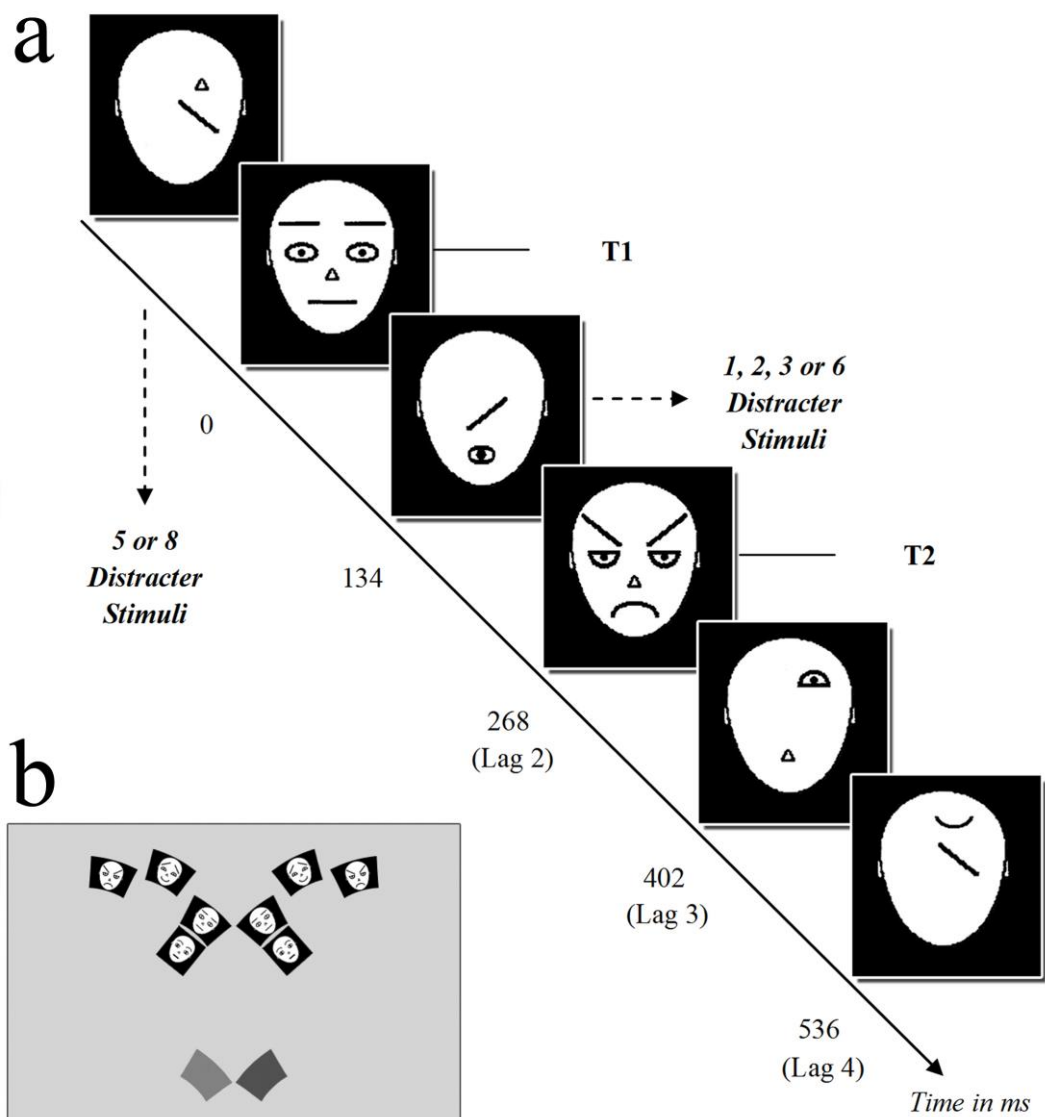 a
T1
1, 2, 3 or 6
Distracter
Stimuli
0
5 or 8
Distracter
Stimuli
134
T2
268
(Lag 2)
b
402
(Lag 3)
536
(Lag 4)
Time in ms